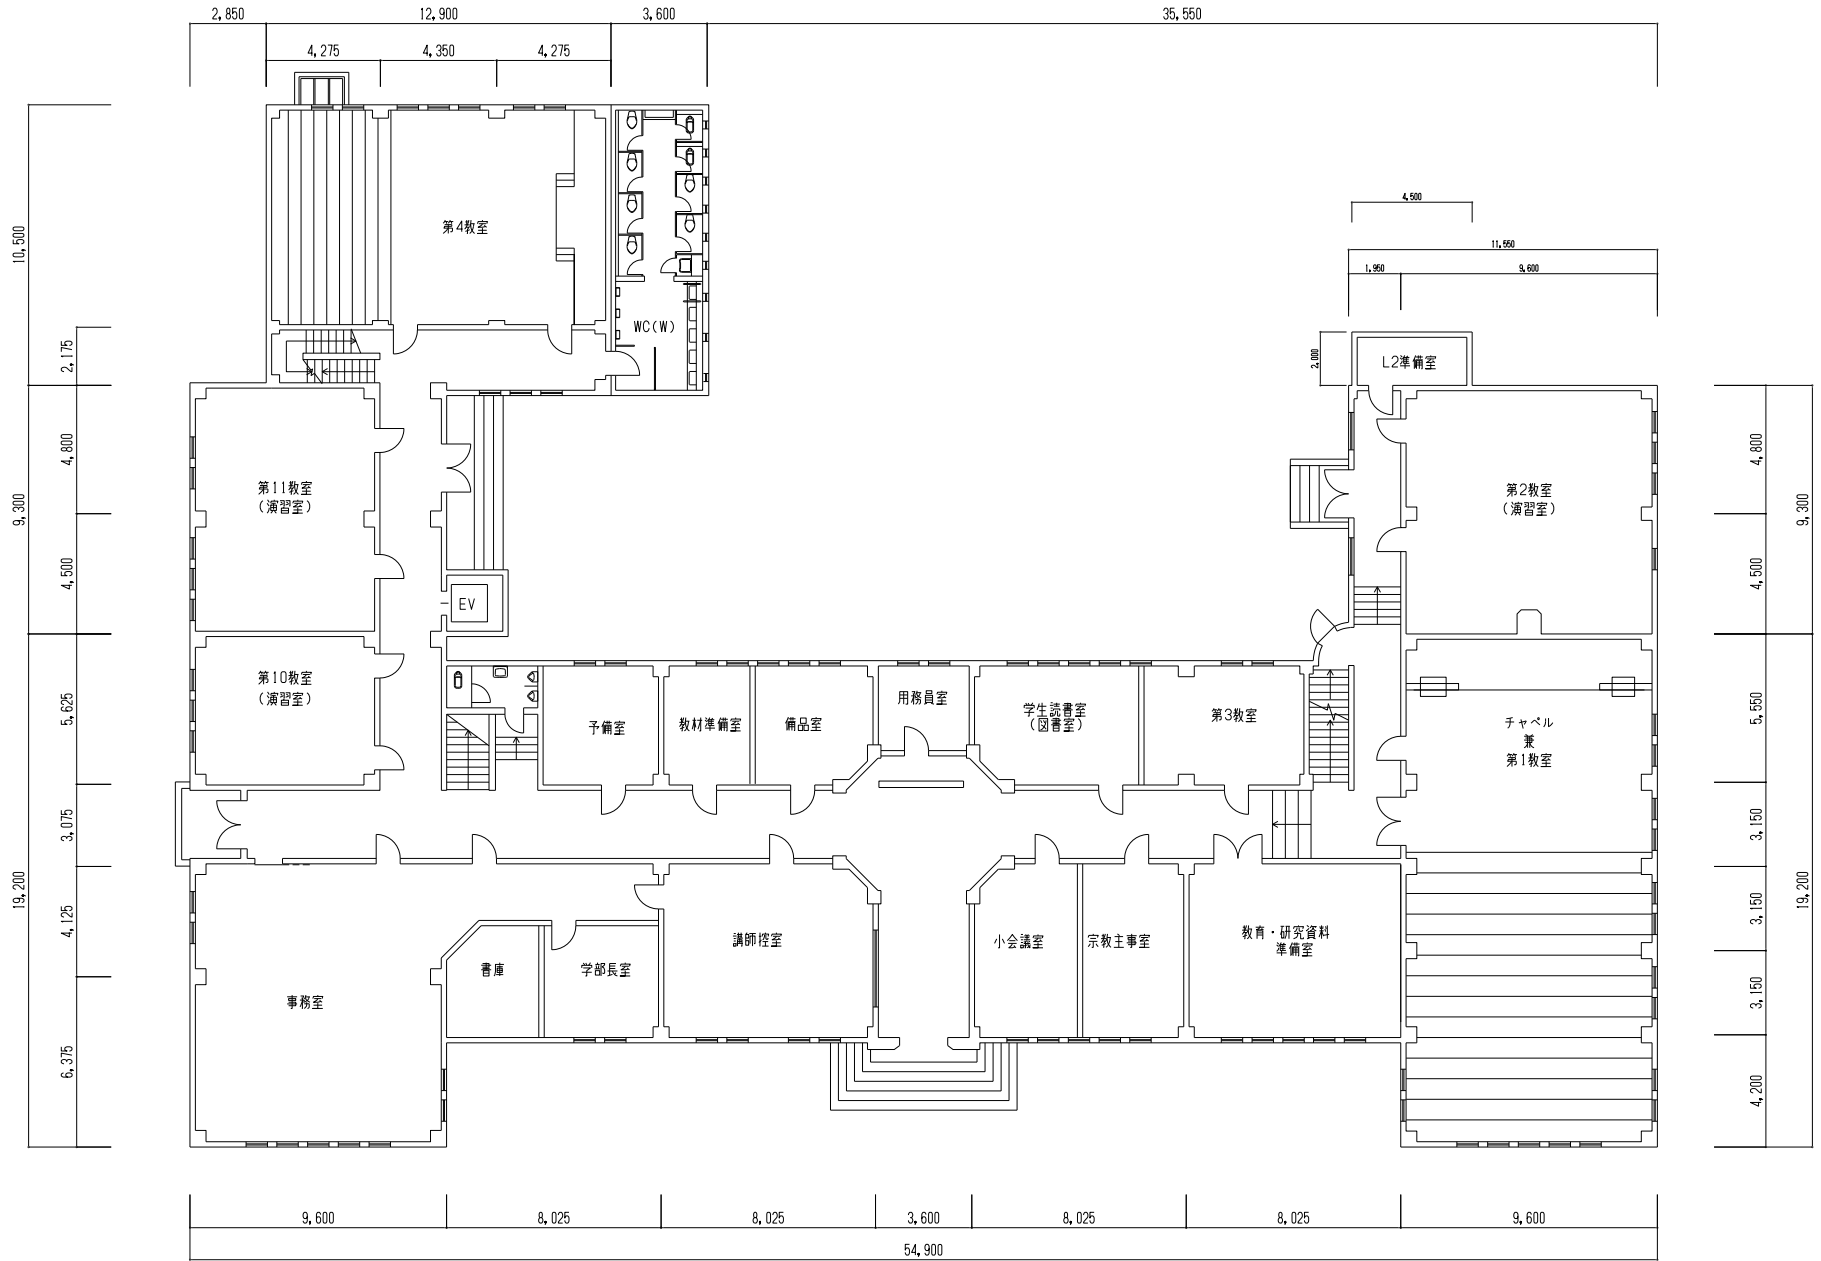 2,850
12,900
3,600
35,550
4,275
4,350
4,275
10,500
2,175
9,300
4,800
4,500
5,625
3,075
19,200
4,125
6,375
第4教室
WC(W)
4,500
11,550
1,950
9,600
2,000
L2準備室
第11教室
(演習室)
第2教室
(演習室)
4,800
9,300
4,500
EV
第10教室
(演習室)
予備室
教材準備室
備品室
用務員室
学生読書室
(図書室)
第3教室
チャペル
兼
第1教室
5,550
3,150
3,150
19,200
3,150
4,200
事務室
書庫
学部長室
講師控室
小会議室
宗教主事室
教育・研究資料
準備室
9,600
8,025
8,025
3,600
8,025
8,025
9,600
54,900